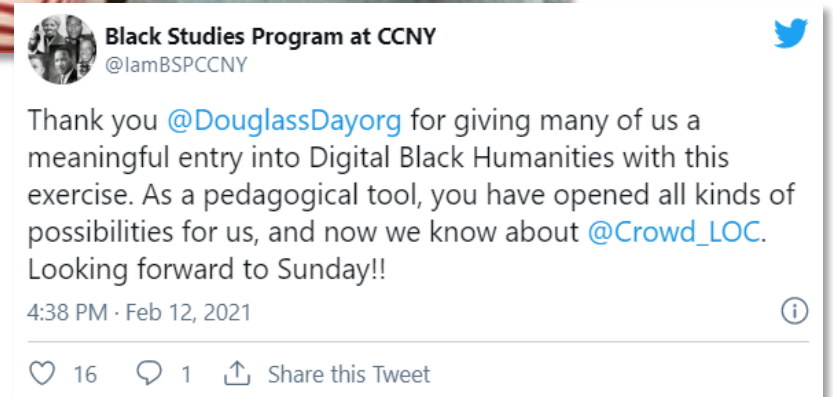 Black Studies Program at CCNY
@IamBSPCCNY
Thank you @DouglassDayorg for giving many of us a
meaningful entry into Digital Black Humanities with this
exercise. As a pedagogical tool, you have opened all kinds of
possibilities for us, and now we know about @Crowd_LOC.
Looking forward to Sunday!!
4:38 PM · Feb 12, 2021
16 1 Share this Tweet